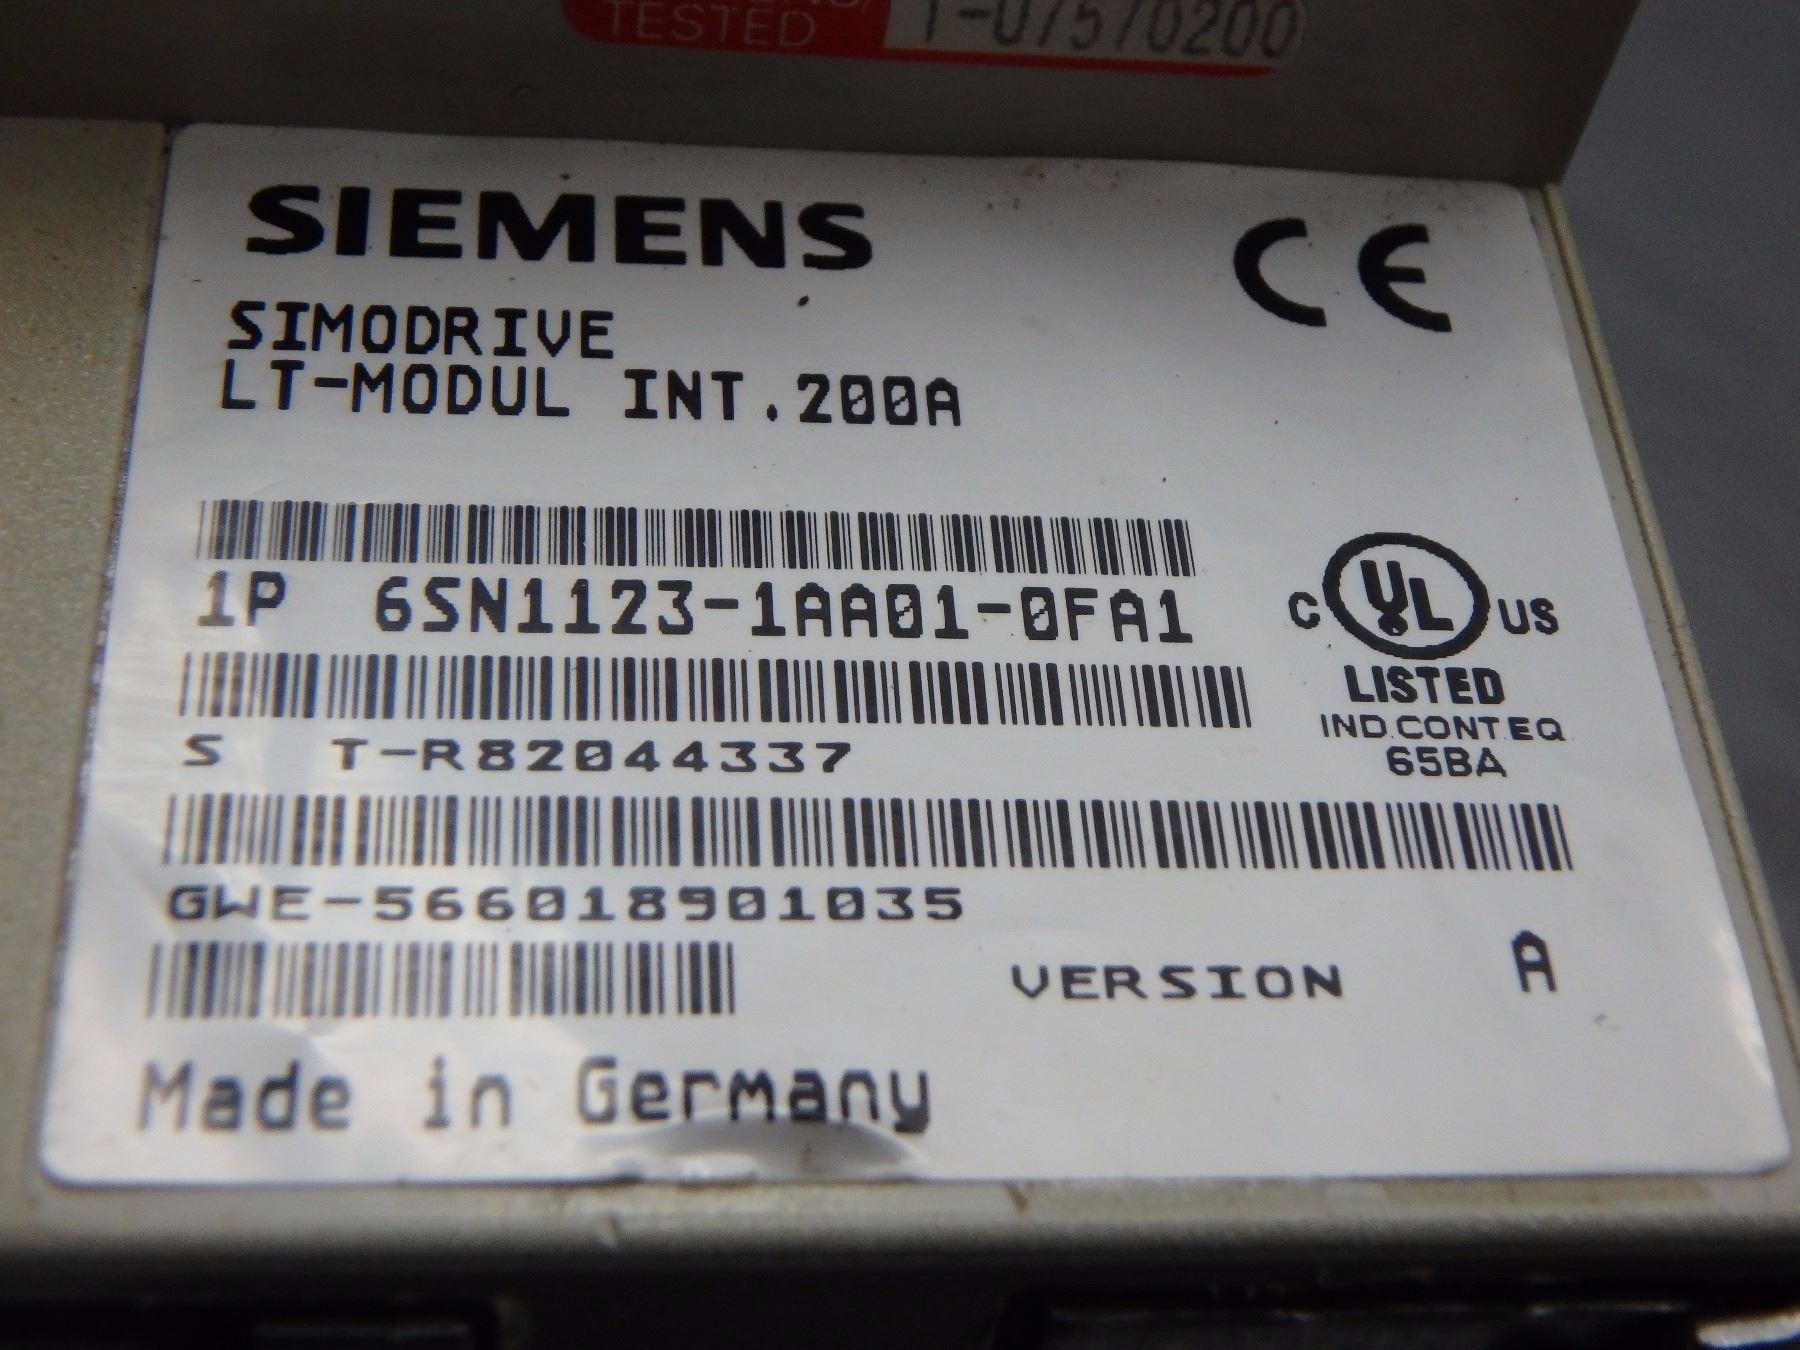 TESTED
SIEMENS
CE
SIMODRIVE
LT-MODUL INT.200A
1P 6SN1123-1AA01-0FA1
C UL US
LISTED
IND.CONT.EQ.
65BA
S T-R82044337
GWE-566018901035
VERSION A
Made in Germany